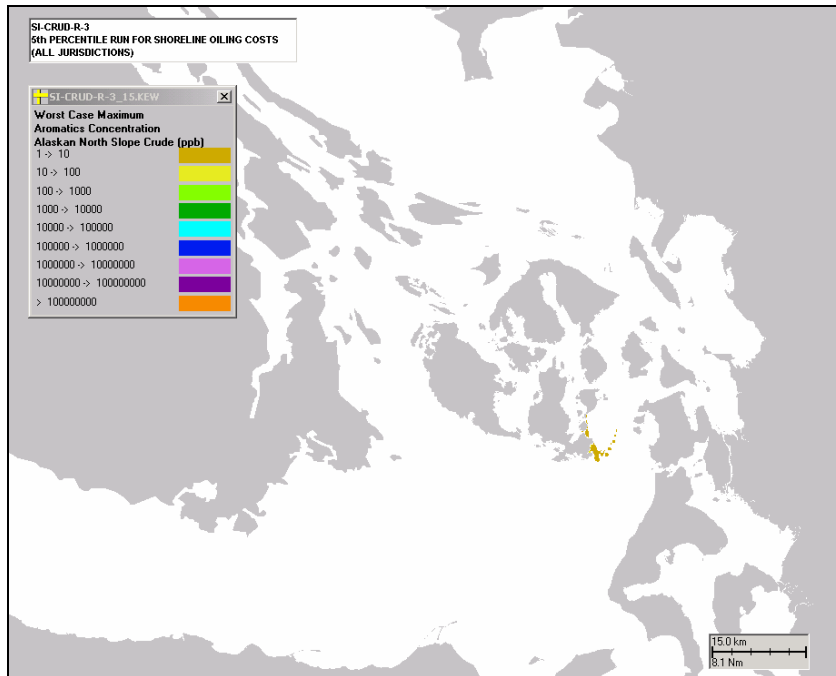 SI-CRUD-R-3
5th PERCENTILE RUN FOR SHORELINE OILING COSTS
(ALL JURISDICTIONS)
SI-CRUD-R-3_15.KEW
Worst Case Maximum
Aromatics Concentration
Alaskan North Slope Crude (ppb)
1 -> 10
10 -> 100
100 -> 1000
1000 -> 10000
10000 -> 100000
100000 -> 1000000
1000000 -> 10000000
10000000 -> 100000000
> 100000000
15.0 km
8.1 Nm